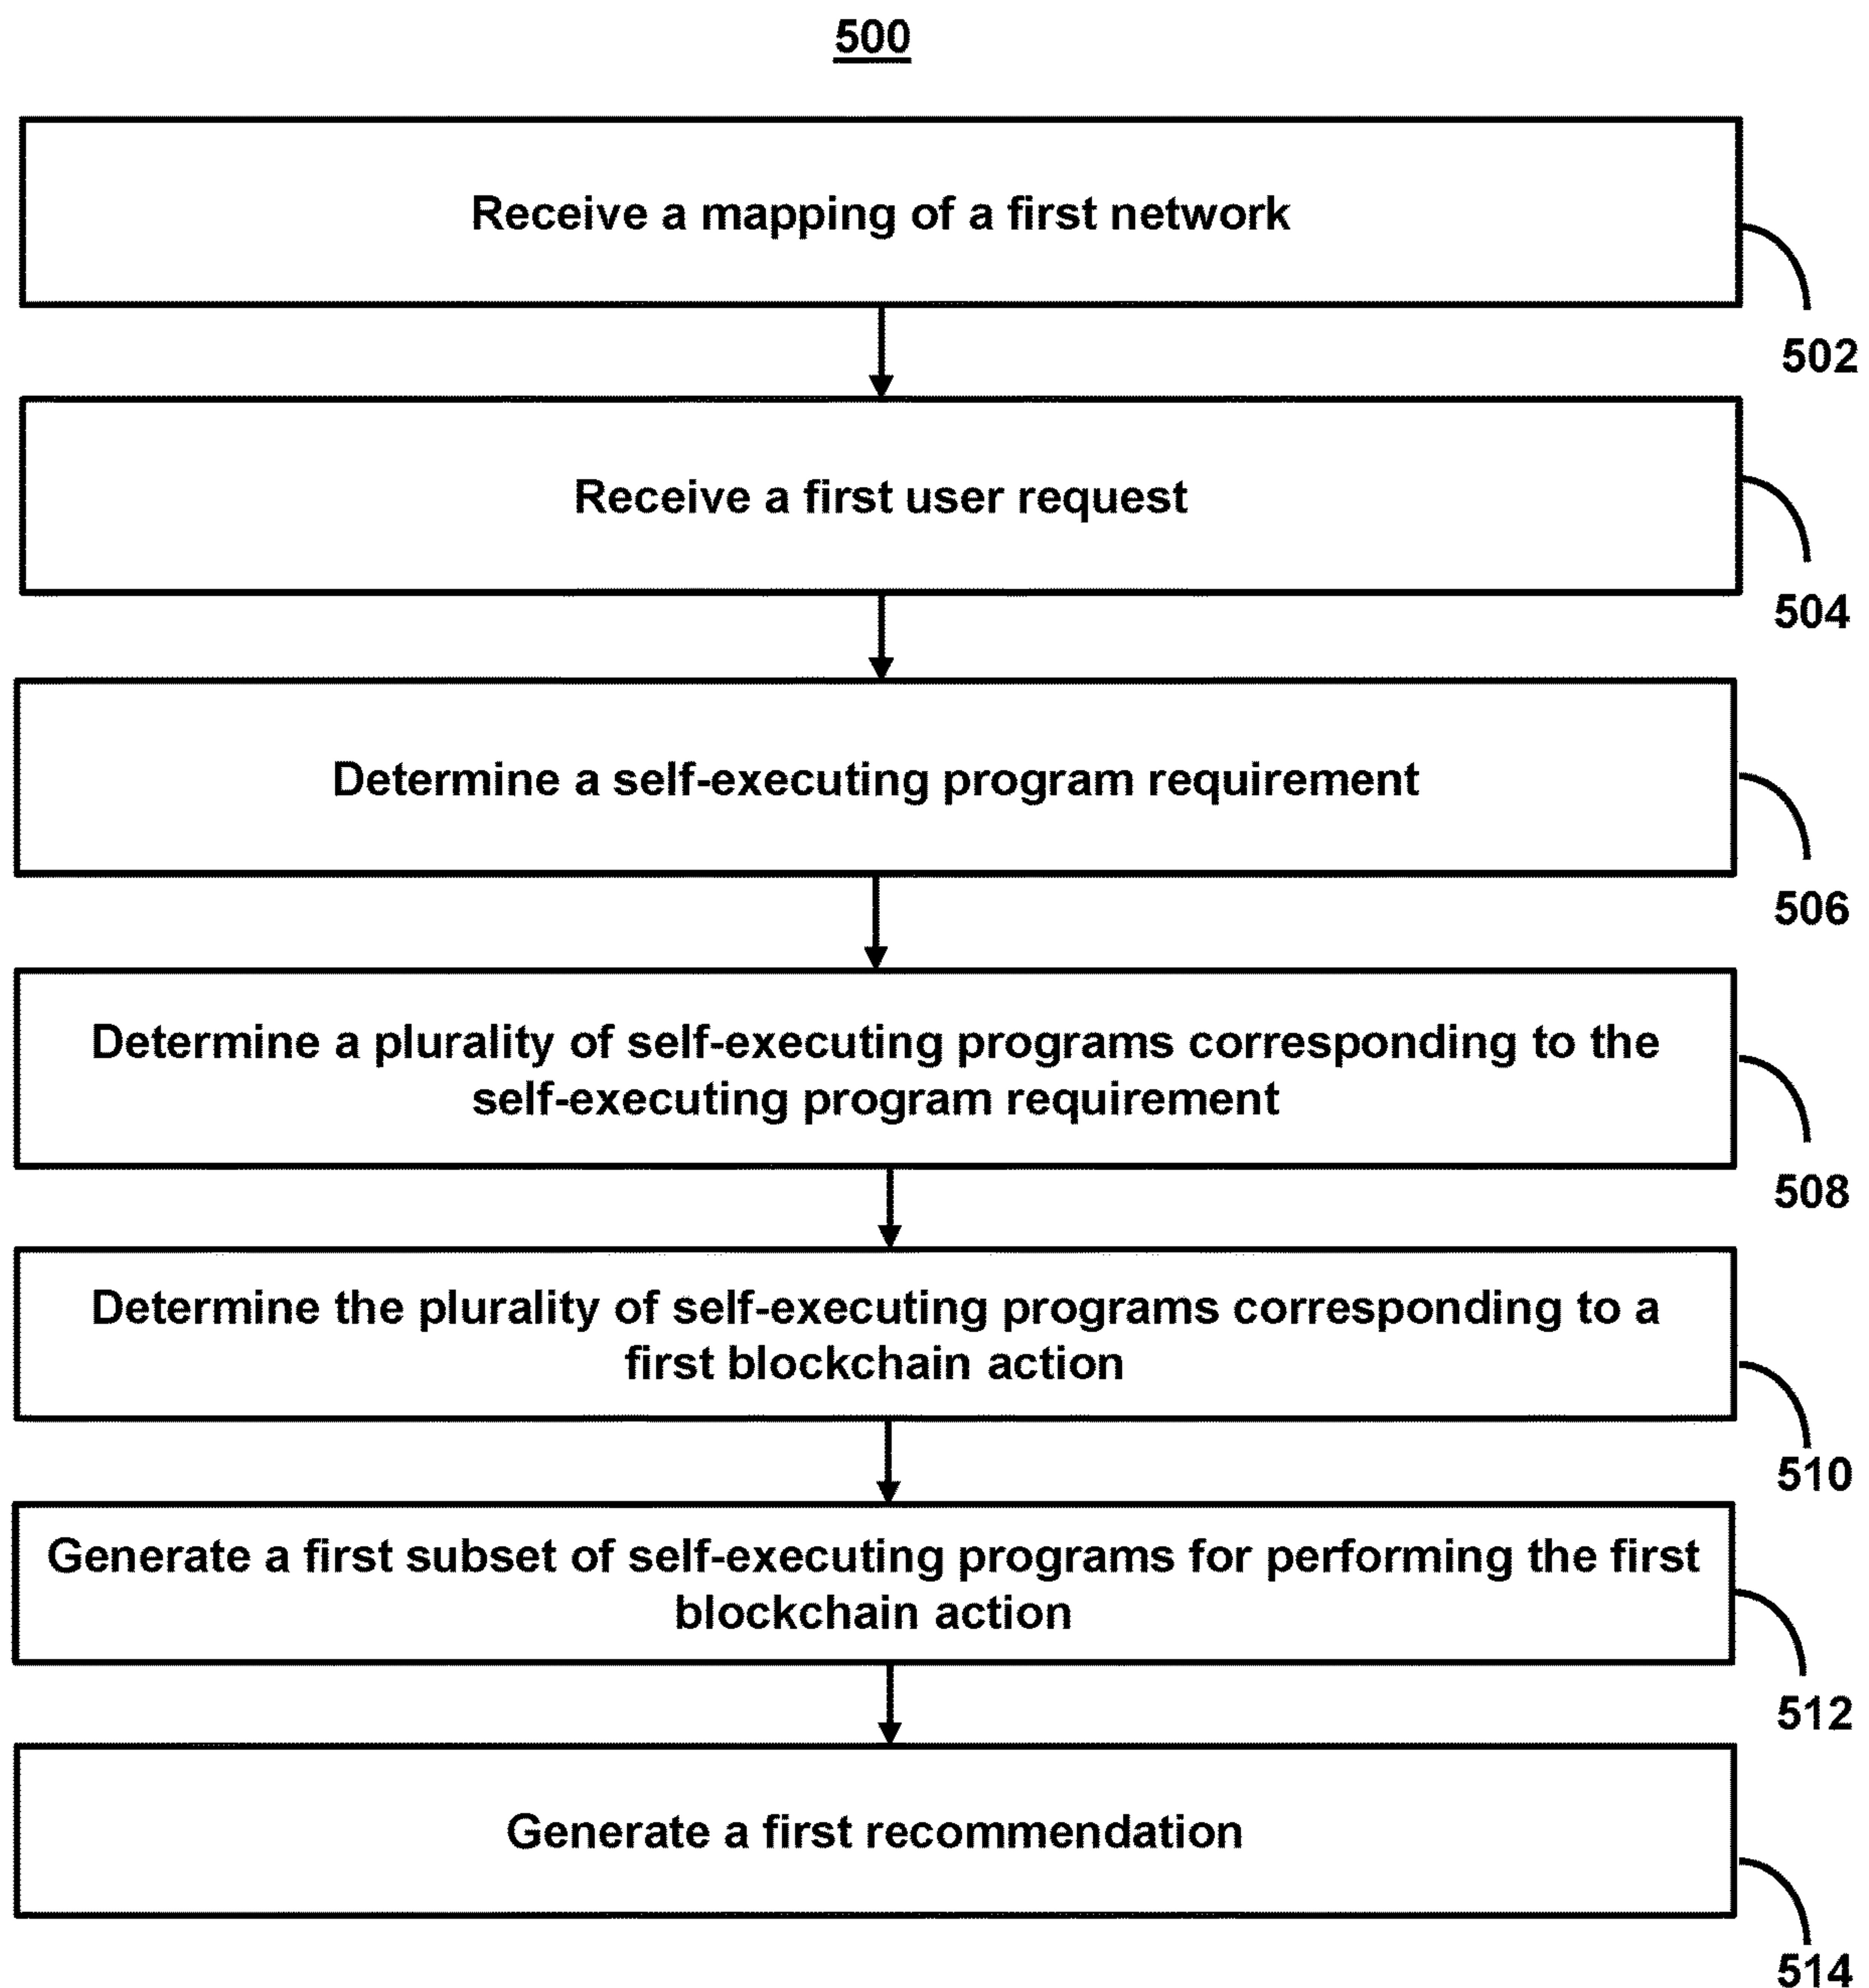 500
Receive a mapping of a first network
502
Receive a first user request
504
Determine a self-executing program requirement
506
Determine a plurality of self-executing programs corresponding to the
self-executing program requirement
508
Determine the plurality of self-executing programs corresponding to a
first blockchain action
510
Generate a first subset of self-executing programs for performing the first
blockchain action
512
Generate a first recommendation
514